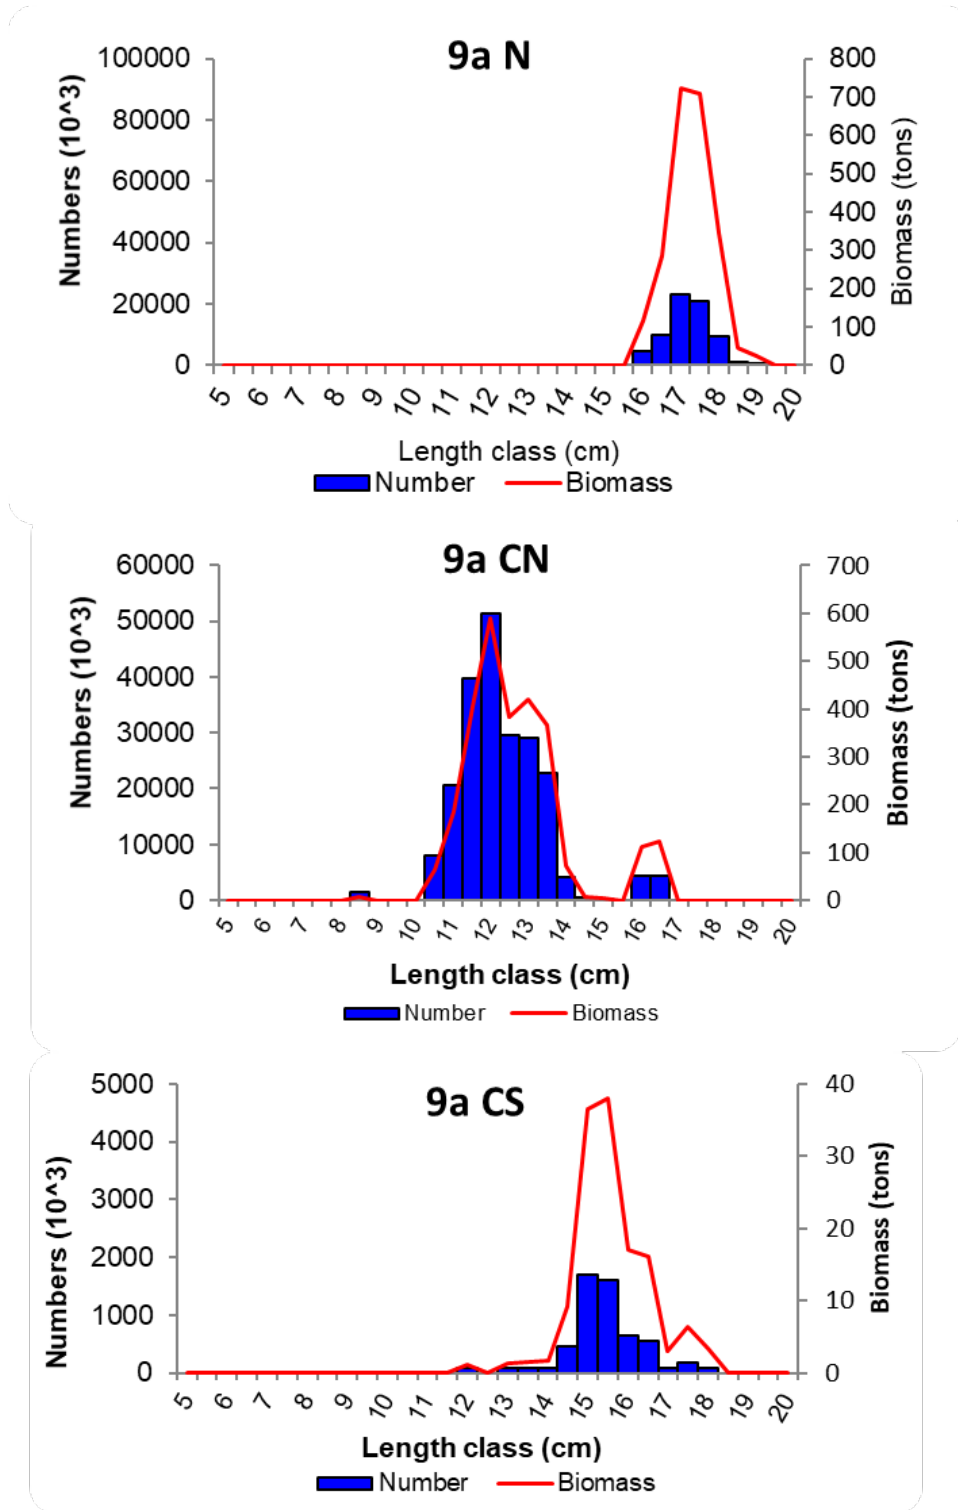 9a N
Numbers (10^3)
100000
80000
60000
40000
20000
0
800
700
600
500
400
300
200
100
0
Biomass (tons)
5 6 7 8 9 10 11 12 13 14 15 16 17 18 19 20
Length class (cm)
Number Biomass
9a CN
Numbers (10^3)
60000
50000
40000
30000
20000
10000
0
700
600
500
400
300
200
100
0
Biomass (tons)
5 6 7 8 9 10 11 12 13 14 15 16 17 18 19 20
Length class (cm)
Number Biomass
9a CS
Numbers (10^3)
5000
4000
3000
2000
1000
0
40
30
20
10
0
Biomass (tons)
5 6 7 8 9 10 11 12 13 14 15 16 17 18 19 20
Length class (cm)
Number Biomass